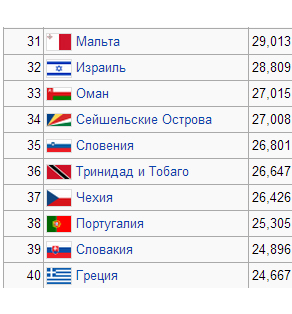 31 Мальта 29,013
32 Израиль 28,809
33 Оман 27,015
34 Сейшельские Острова 27,008
35 Словения 26,801
36 Тринидад и Тобаго 26,647
37 Чехия 26,426
38 Португалия 25,305
39 Словакия 24,896
40 Греция 24,667